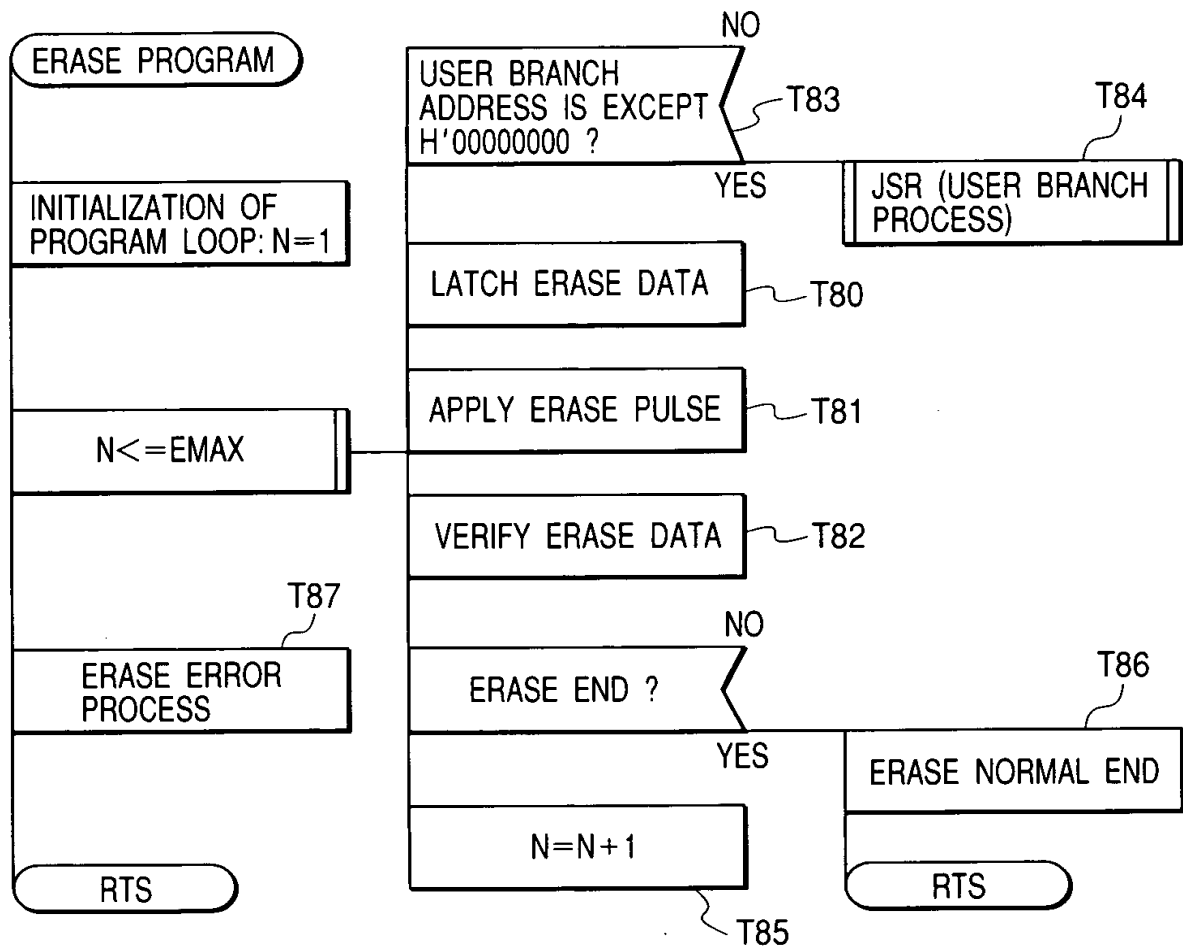 ERASE PROGRAM
INITIALIZATION OF
PROGRAM LOOP: N=1
N<=EMAX
T87
ERASE ERROR
PROCESS
RTS
NO
USER BRANCH
ADDRESS IS EXCEPT
H'00000000 ?
T83
YES
T84
JSR (USER BRANCH
PROCESS)
LATCH ERASE DATA
T80
APPLY ERASE PULSE
T81
VERIFY ERASE DATA
T82
NO
ERASE END ?
YES
T86
ERASE NORMAL END
RTS
N=N+1
T85